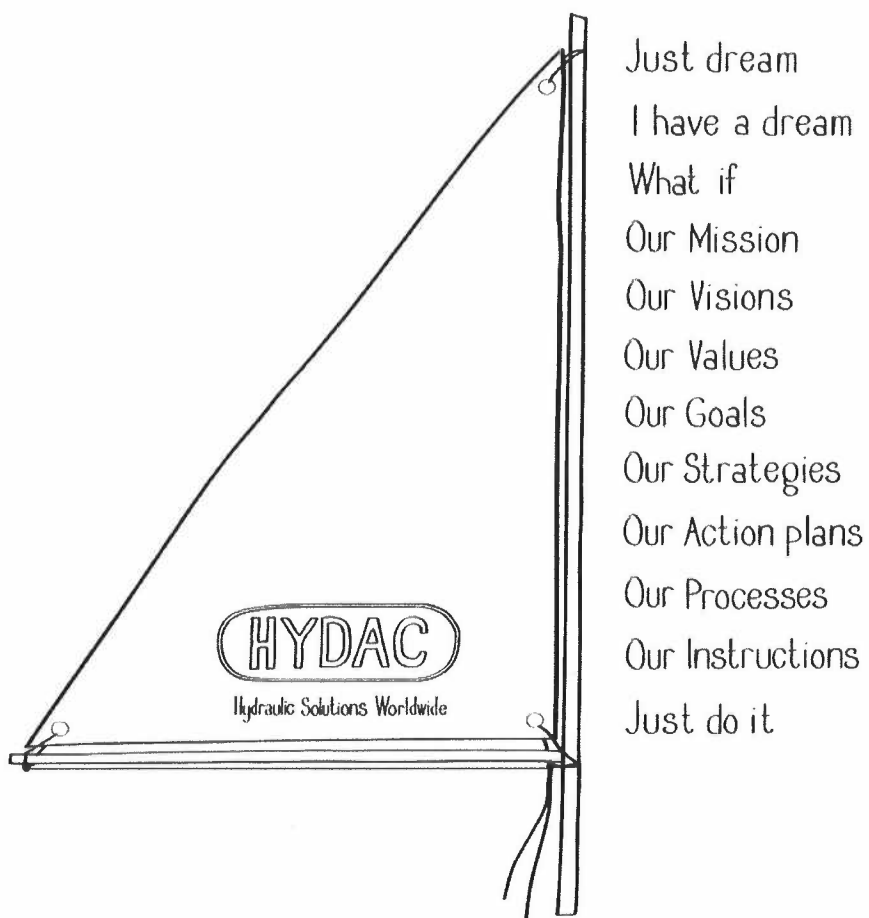 Just dream
I have a dream
What if
Our Mission
Our Visions
Our Values
Our Goals
Our Strategies
Our Action plans
Our Processes
Our Instructions
Just do it
HYDAC
Hydraulic Solutions Worldwide